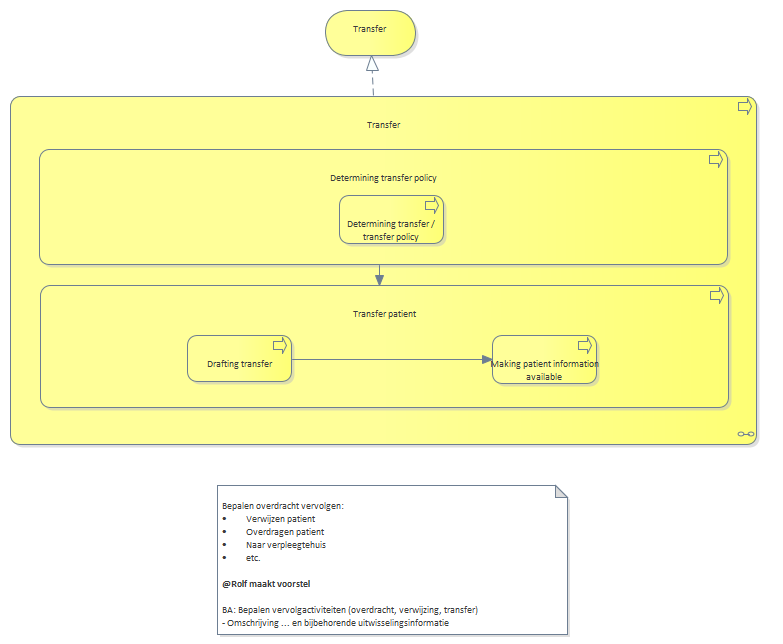 Transfer
Transfer
Determining transfer policy
Determining transfer /
transfer policy
Transfer patient
Drafting transfer
Making patient information
available
Bepalen overdracht vervolgen:
• Verwijzen patient
• Overdragen patient
• Naar verpleegtehuis
• etc.
@Rolf maakt voorstel
BA: Bepalen vervolgactiviteiten (overdracht, verwijzing, transfer)
- Omschrijving ... en bijbehorende uitwisselingsinformatie